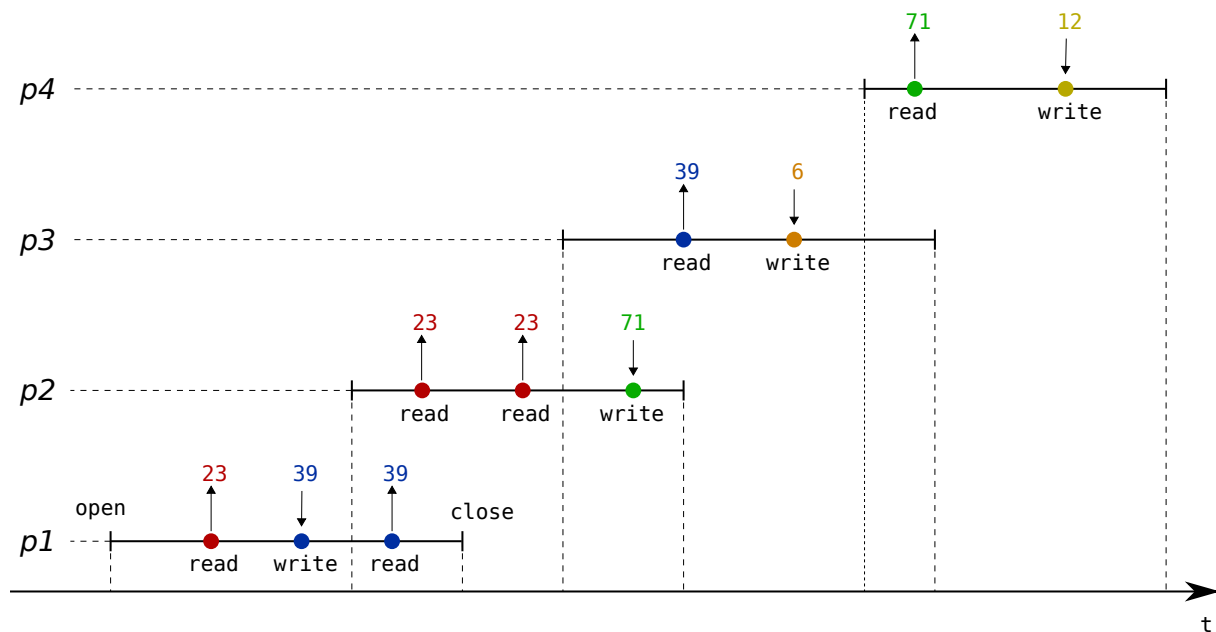 71 12
p4
read write
39 6
p3
read write
23 23 71
p2
read read write
23 39 39
open close
p1
read write read
t